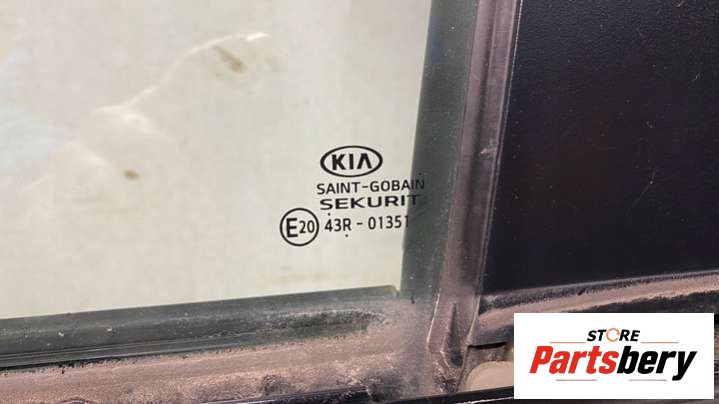 KIA
SAINT-GOBAIN
SEKURIT
E20 43R - 01351
STORE
Partsbery